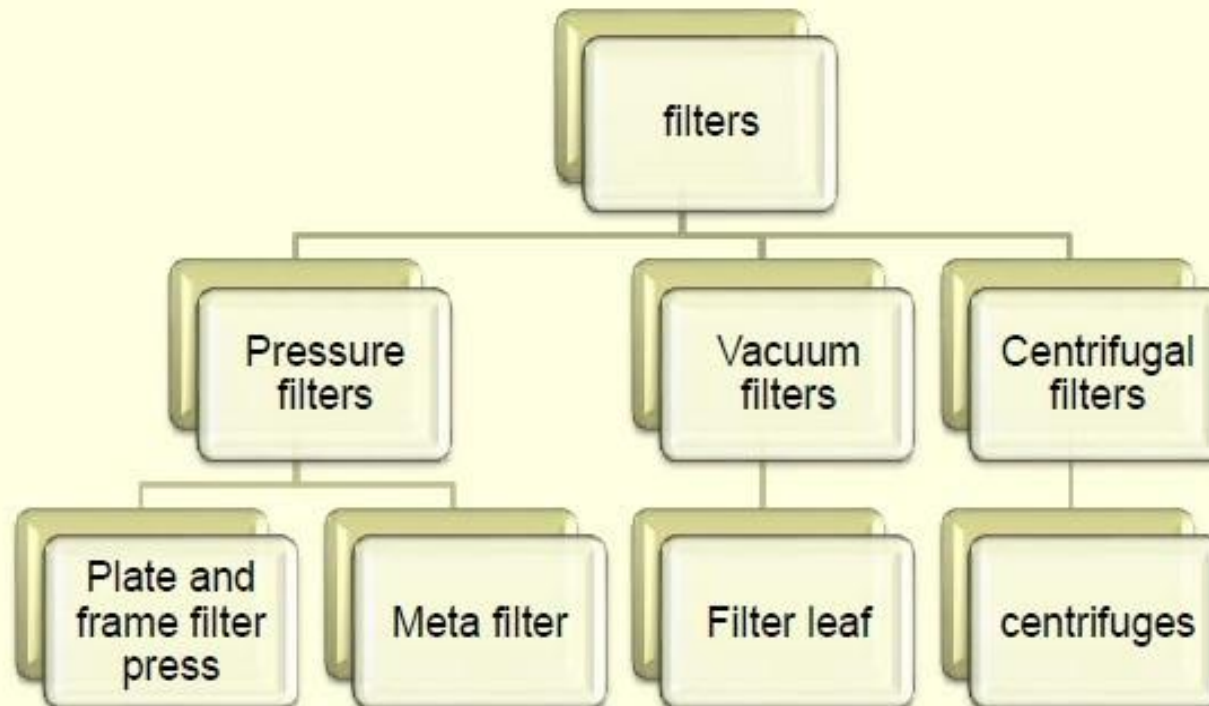 filters
Pressure
filters
Vacuum
filters
Centrifugal
filters
Plate and
frame filter
press
Meta filter
Filter leaf
centrifuges